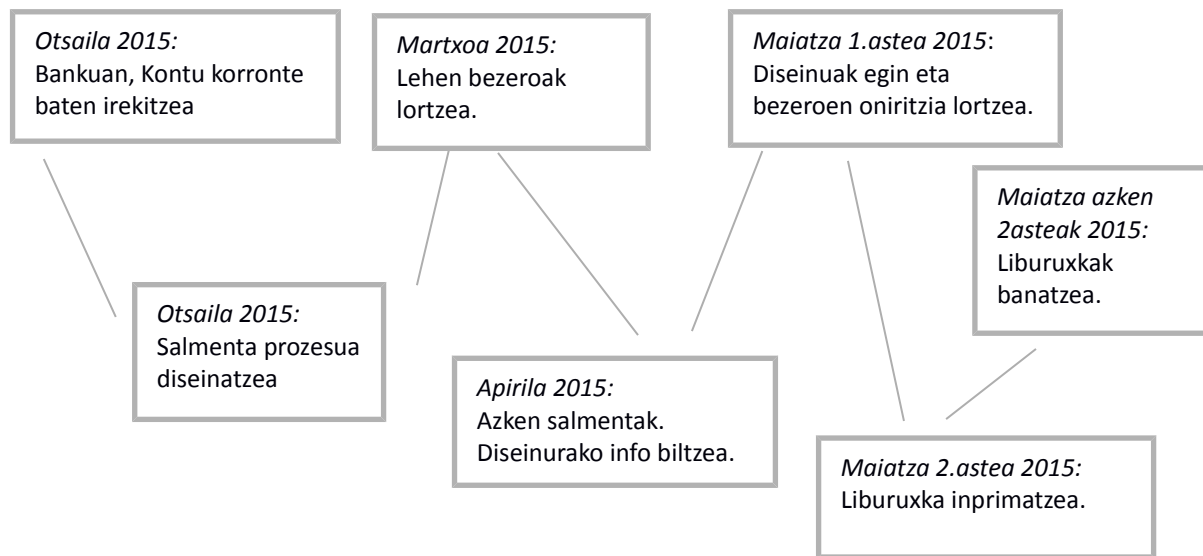 Otsaila 2015:
Bankuan, Kontu korronte
baten irekitzea
Otsaila 2015:
Salmenta prozesua
diseinatzea
Martxoa 2015:
Lehen bezeroak
lortzea.
Apirila 2015:
Azken salmentak.
Diseinurako info biltzea.
Maiatza 1.astea 2015:
Diseinuak egin eta
bezeroen oniritzia lortzea.
Maiatza 2.astea 2015:
Liburuxka inprimatzea.
Maiatza azken
2asteak 2015:
Liburuxkak
banatzea.